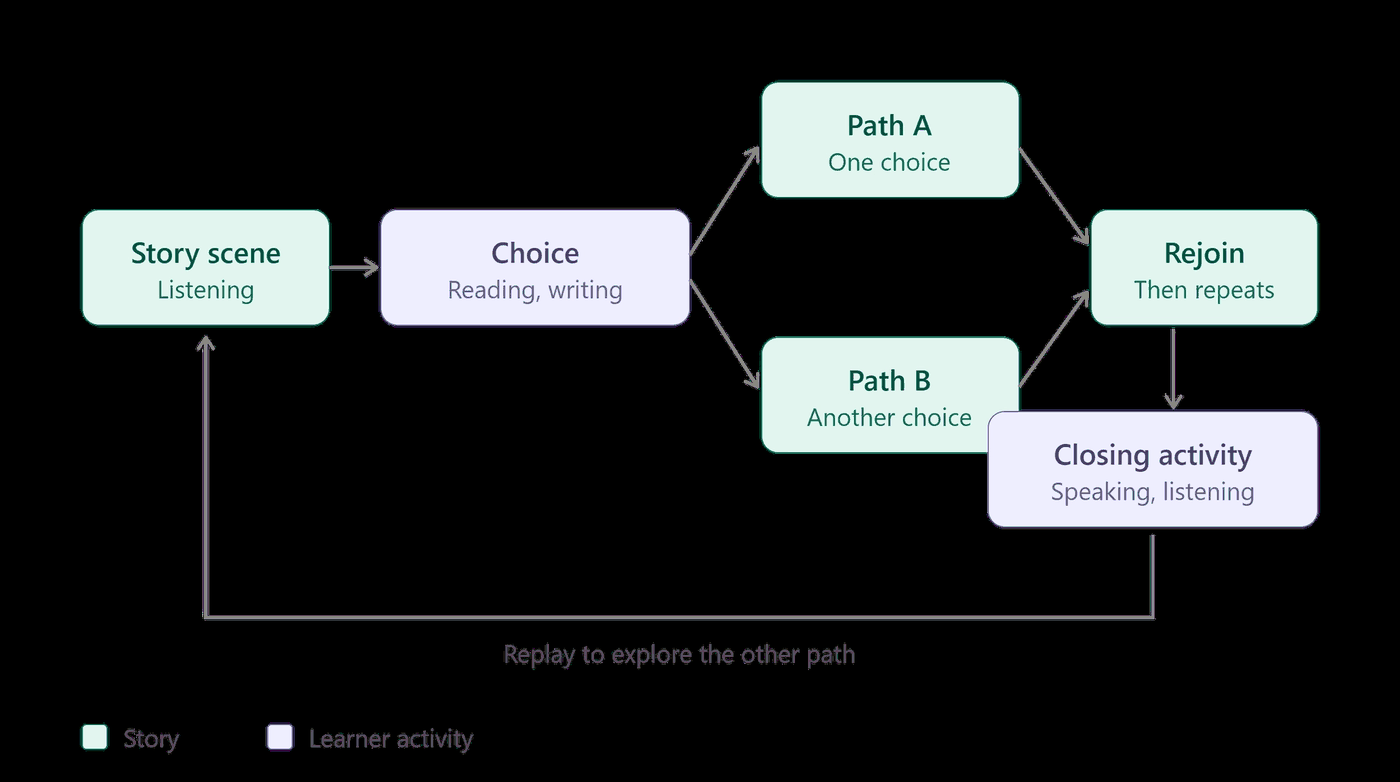 Path A
One choice
Story scene
Listening
Choice
Reading, writing
Rejoin
Then repeats
Path B
Another choice
Closing activity
Speaking, listening
Replay to explore the other path
Story
Learner activity